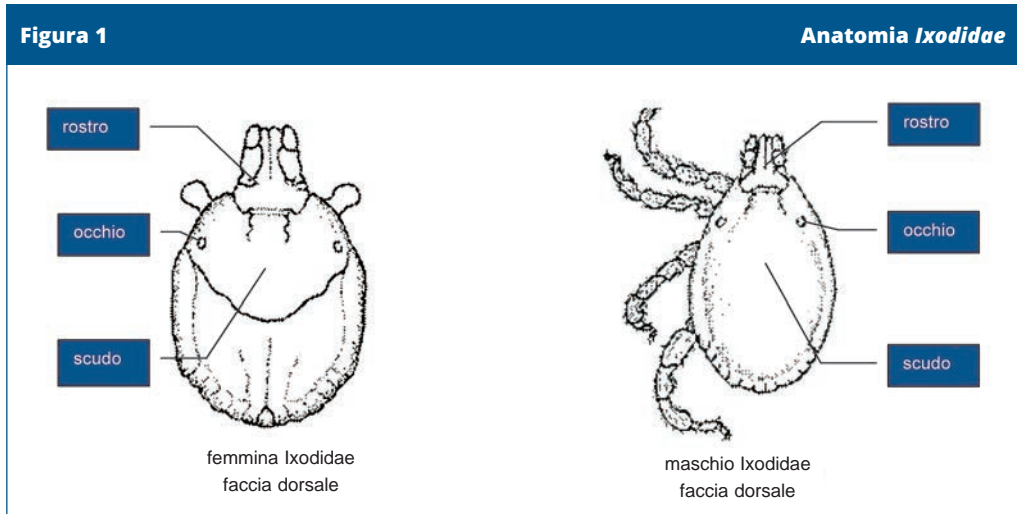 Figura 1
Anatomia Ixodidae
rostro
occhio
scudo
femmina Ixodidae
faccia dorsale
rostro
occhio
scudo
maschio Ixodidae
faccia dorsale